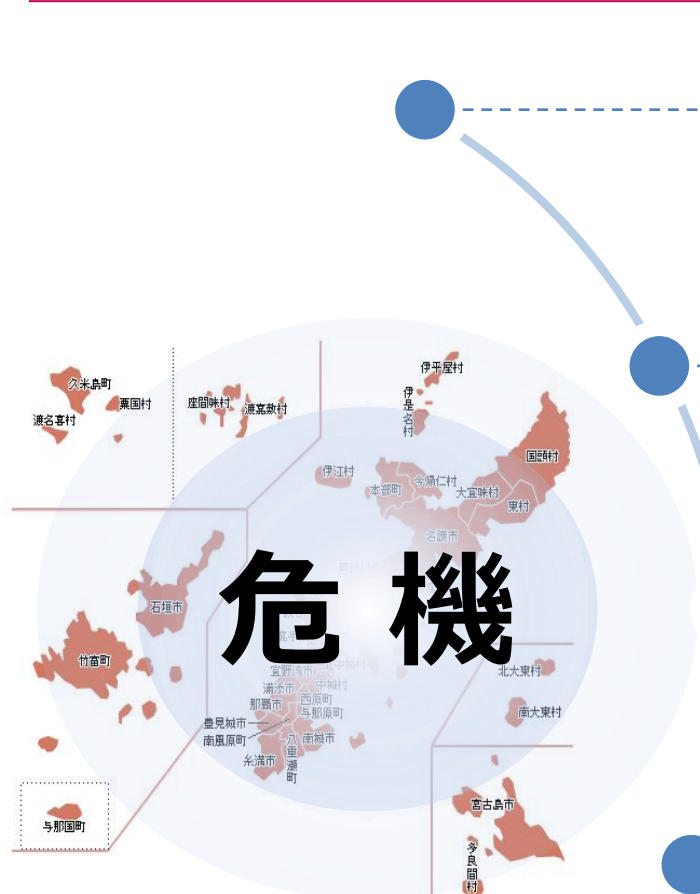 伊平屋村
久米島町
粟国村
座間味村
渡嘉敷村
渡名喜村
伊是名村
国頭村
伊江村
今帰仁村
本部町
大宜味村
東村
名護市
危機
石垣市
竹富町
宜野湾市
北中城村
浦添市
中城村
那覇市
西原町
与那原町
豊見城市
南風原町
八重瀬町
南城市
糸満市
北大東村
南大東村
与那国町
宮古島市
多良間村